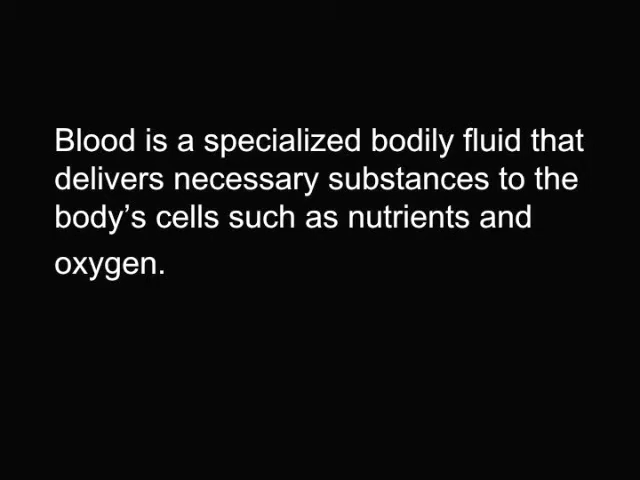 Blood is a specialized bodily fluid that
delivers necessary substances to the
body’s cells such as nutrients and
oxygen.